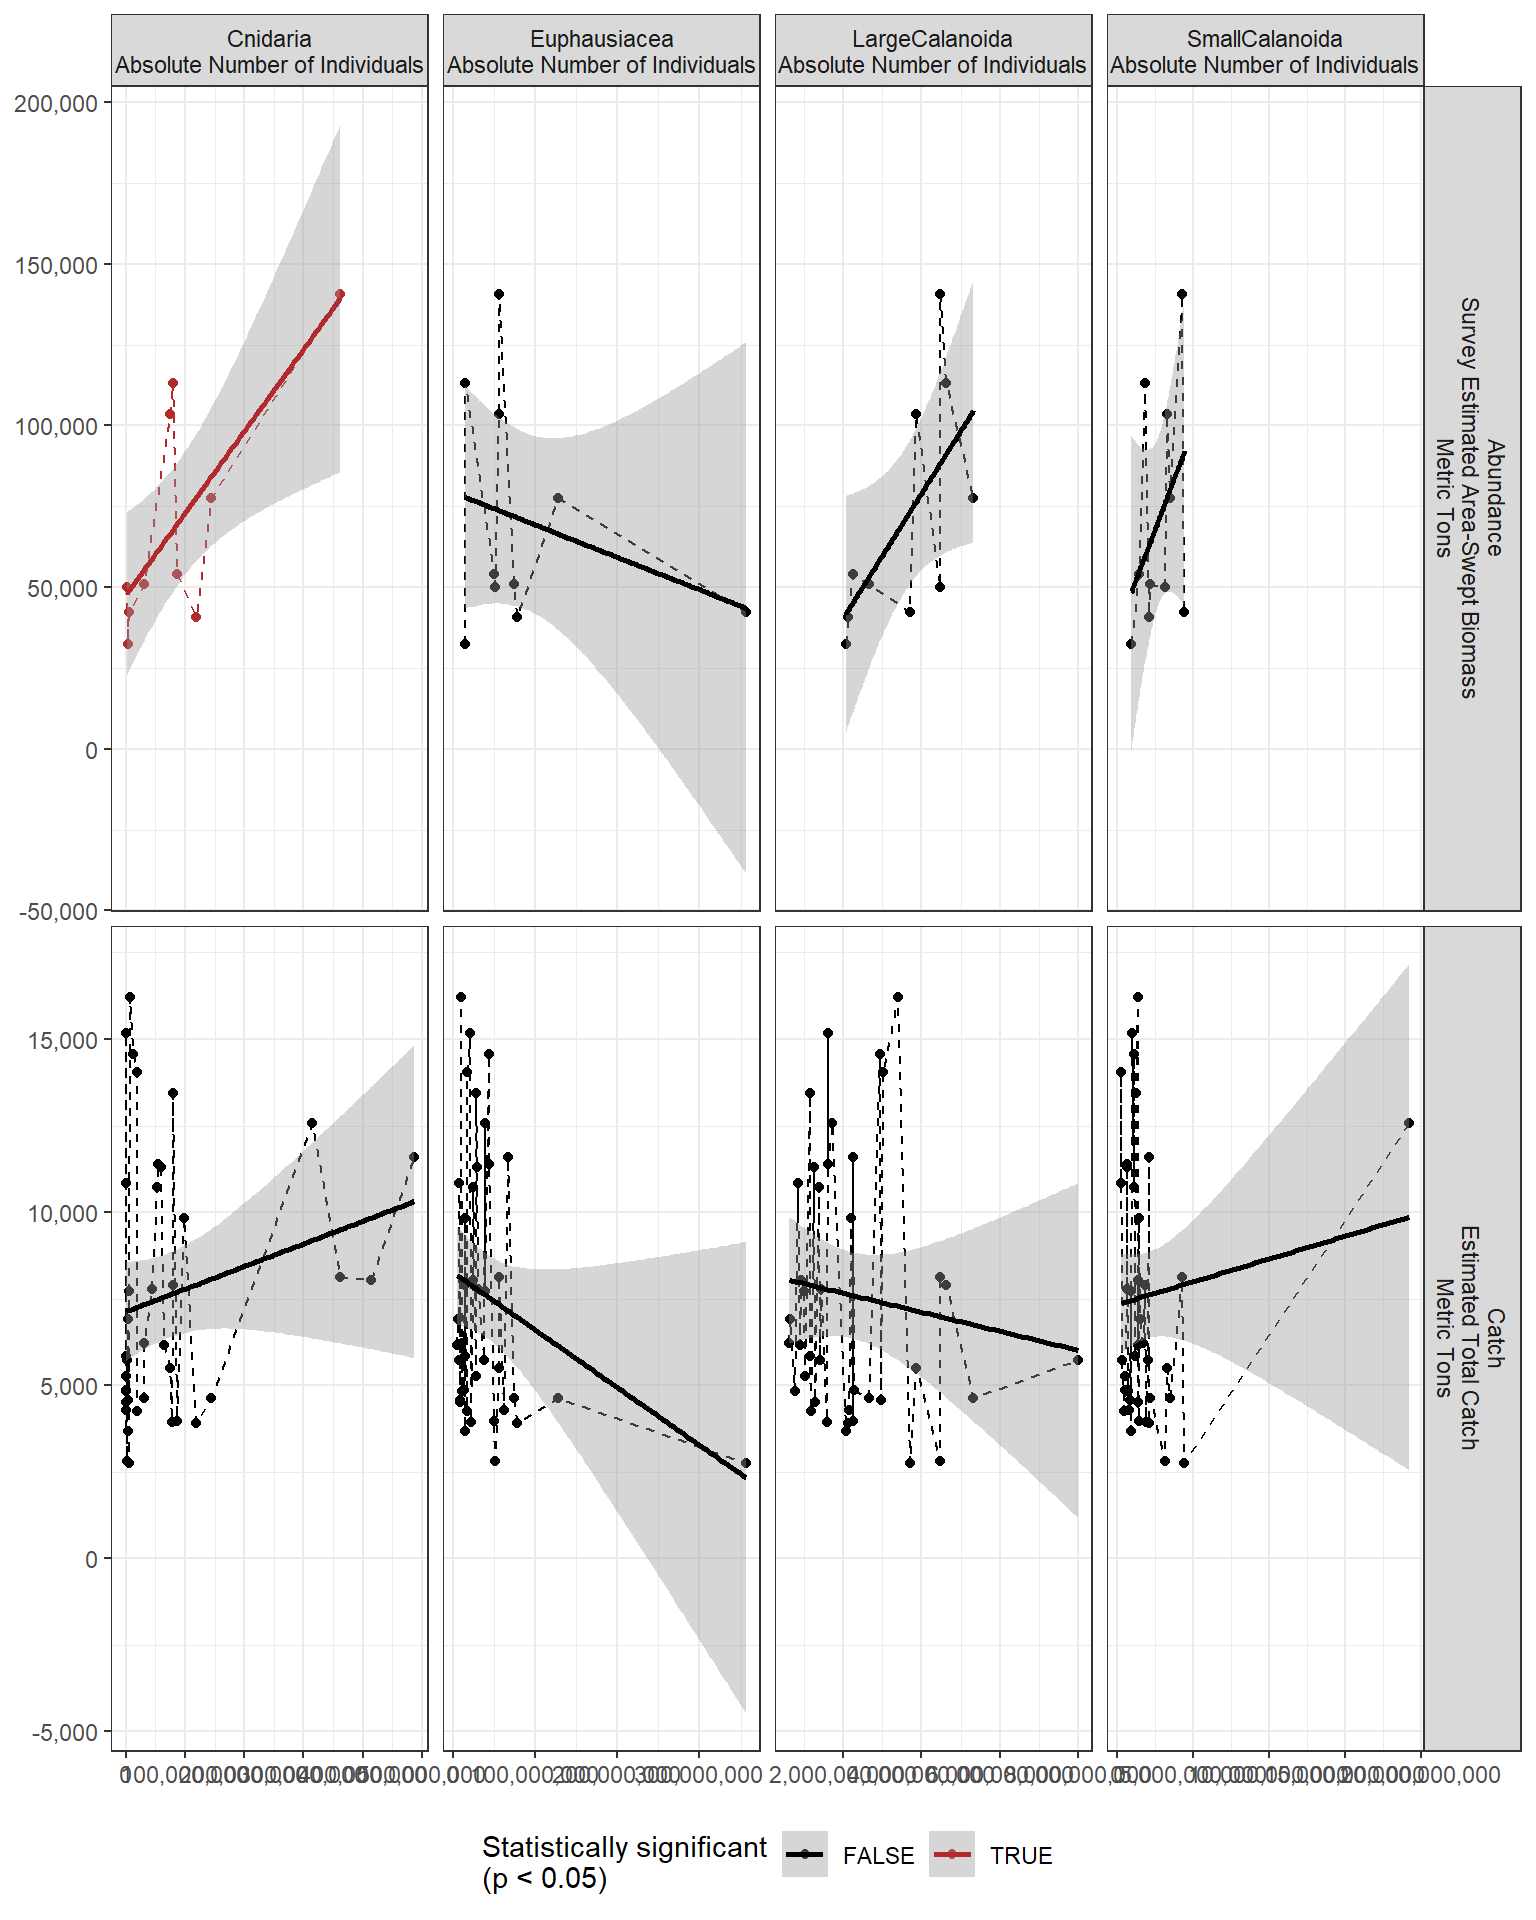 Cnidaria
Absolute Number of Individuals
Euphausiacea
Absolute Number of Individuals
LargeCalanoida
Absolute Number of Individuals
SmallCalanoida
Absolute Number of Individuals
200,000
150,000
100,000
50,000
0
-50,000
Abundance
Survey Estimated Area-Swept Biomass
Metric Tons
15,000
10,000
5,000
0
-5,000
Catch
Estimated Total Catch
Metric Tons
Statistically significant
(p < 0.05)
FALSE
TRUE